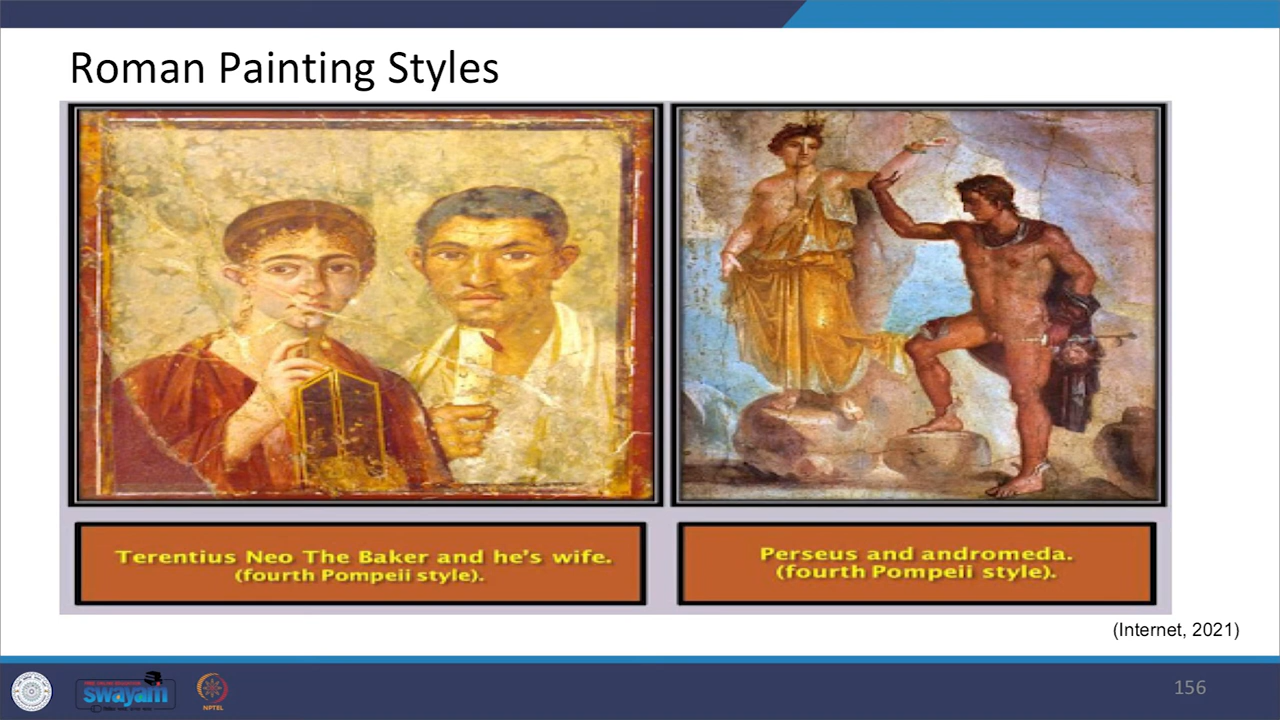 Roman Painting Styles
Terentius Neo The Baker and he's wife.
(fourth Pompeii style).
Perseus and andromeda.
(fourth Pompeii style).
(Internet, 2021)
swayam
NPTEL
156